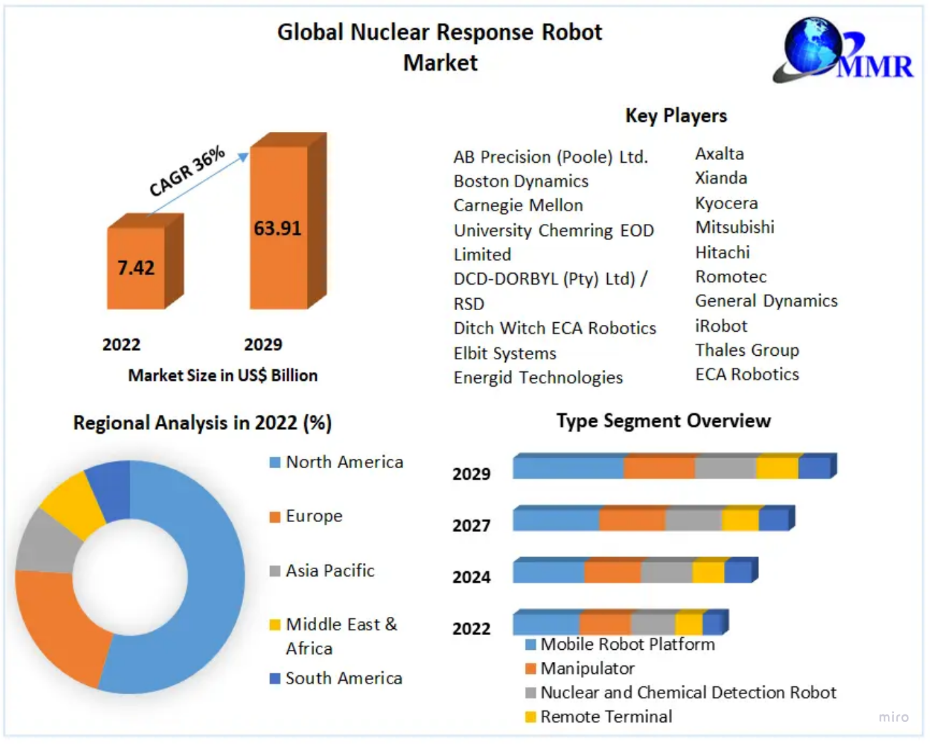 Global Nuclear Response Robot
Market
MMR
CAGR 36%
7.42
63.91
2022
2029
Market Size in US$ Billion
Key Players
AB Precision (Poole) Ltd.
Boston Dynamics
Carnegie Mellon
University Chemring EOD
Limited
DCD-DORBYL (Pty) Ltd) /
RSD
Ditch Witch ECA Robotics
Elbit Systems
Energid Technologies
Axalta
Xianda
Kyocera
Mitsubishi
Hitachi
Romotec
General Dynamics
iRobot
Thales Group
ECA Robotics
Regional Analysis in 2022 (%)
North America
Europe
Asia Pacific
Middle East &
Africa
South America
Type Segment Overview
2029
2027
2024
2022
Mobile Robot Platform
Manipulator
Nuclear and Chemical Detection Robot
Remote Terminal
miro